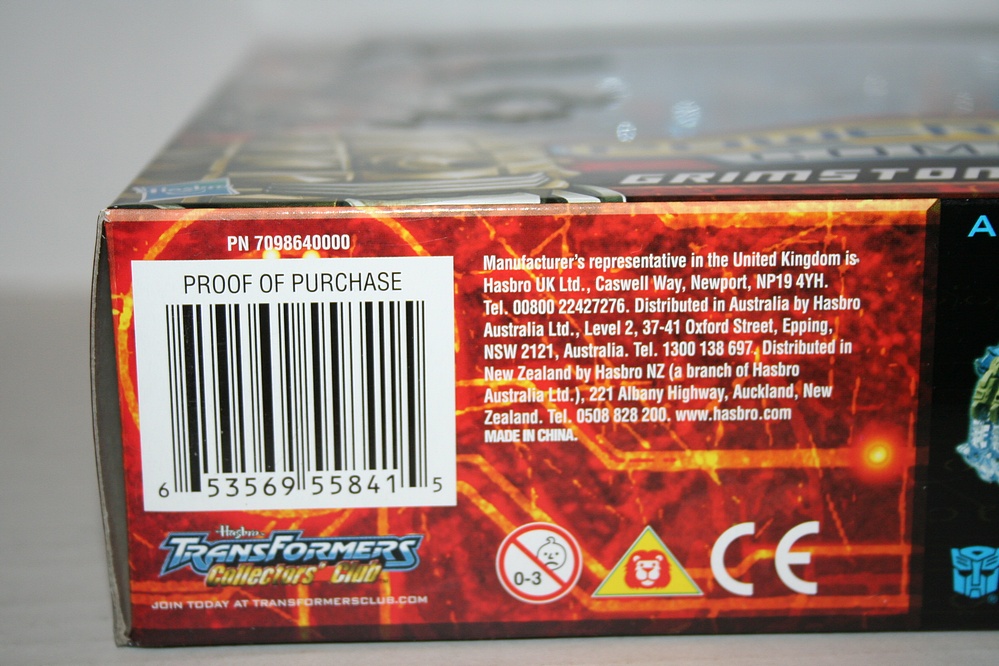 Hasbro
GRIMSTON
PN 7098640000
PROOF OF PURCHASE
6 53569 55841 5
Manufacturer's representative in the United Kingdom is
Hasbro UK Ltd., Caswell Way, Newport, NP19 4YH.
Tel. 00800 22427276. Distributed in Australia by Hasbro
Australia Ltd., Level 2, 37-41 Oxford Street, Epping,
NSW 2121, Australia. Tel. 1300 138 697. Distributed in
New Zealand by Hasbro NZ (a branch of Hasbro
Australia Ltd.), 221 Albany Highway, Auckland, New
Zealand. Tel. 0508 828 200. www.hasbro.com
MADE IN CHINA.
Hasbro
TRANSFORMERS
Collectors' Club
JOIN TODAY AT TRANSFORMERSCLUB.COM
0-3
CE
A